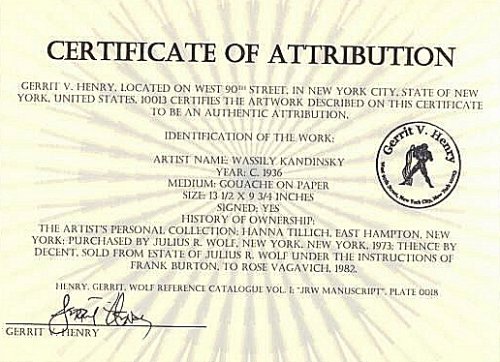 CERTIFICATE OF ATTRIBUTION
GERRIT V. HENRY, LOCATED ON WEST 90TH STREET, IN NEW YORK CITY, STATE OF NEW
YORK, UNITED STATES, 10013 CERTIFIES THE ARTWORK DESCRIBED ON THIS CERTIFICATE
TO BE AN AUTHENTIC ATTRIBUTION.
IDENTIFICATION OF THE WORK:
ARTIST NAME: WASSILY KANDINSKY
YEAR: C. 1936
MEDIUM: GOUACHE ON PAPER
SIZE: 13 1/2 X 9 3/4 INCHES
SIGNED: YES
HISTORY OF OWNERSHIP:
THE ARTIST'S PERSONAL COLLECTION; HANNA TILLICH, EAST HAMPTON, NEW
YORK; PURCHASED BY JULIUS R. WOLF, NEW YORK, NEW YORK, 1973; THENCE BY
DECENT, SOLD FROM ESTATE OF JULIUS R. WOLF UNDER THE INSTRUCTIONS OF
FRANK BURTON, TO ROSE VAGAVICH, 1982.
HENRY, GERRIT, WOLF REFERENCE CATALOGUE VOL I: "JRW MANUSCRIPT", PLATE 0018
Gerrit V. Henry
New York City, New York
GERRIT V. HENRY